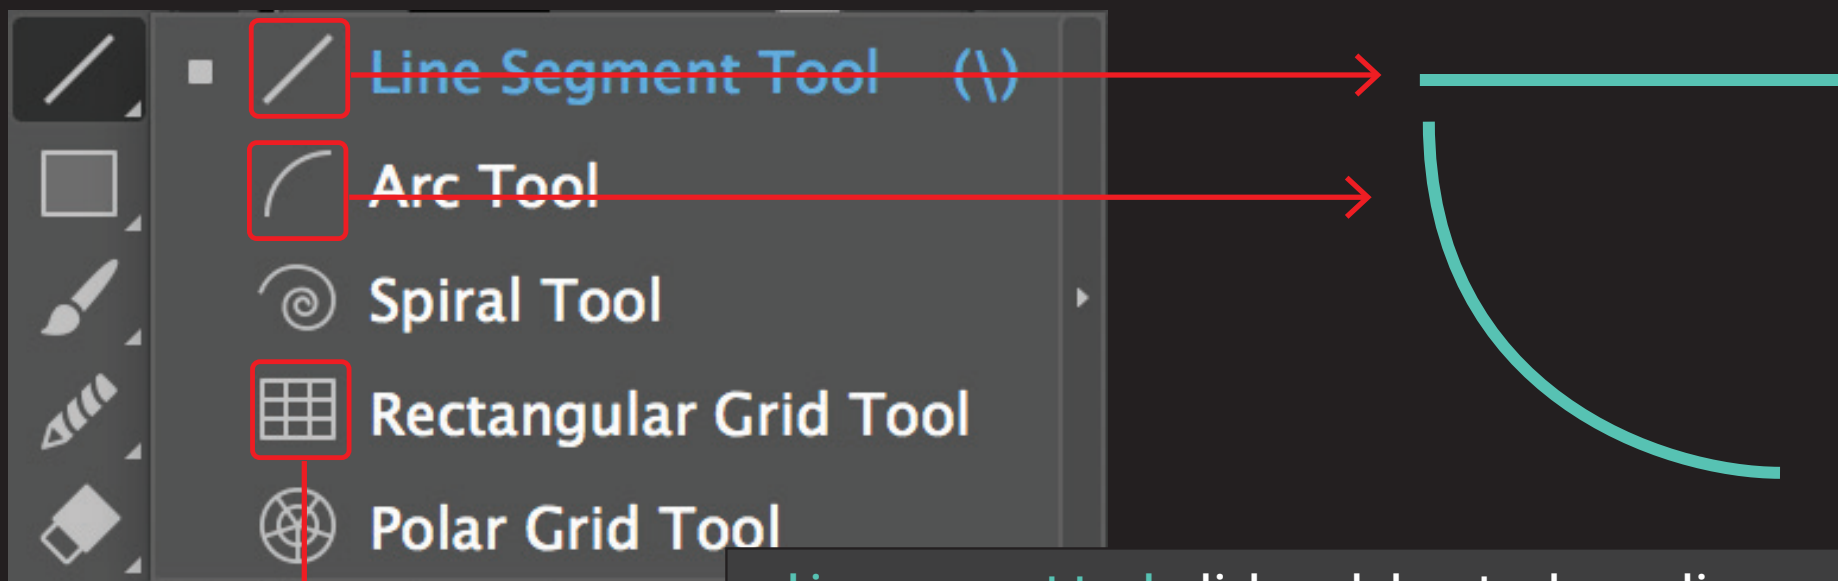 Line Segment Tool (\)
Arc Tool
Spiral Tool
Rectangular Grid Tool
Polar Grid Tool